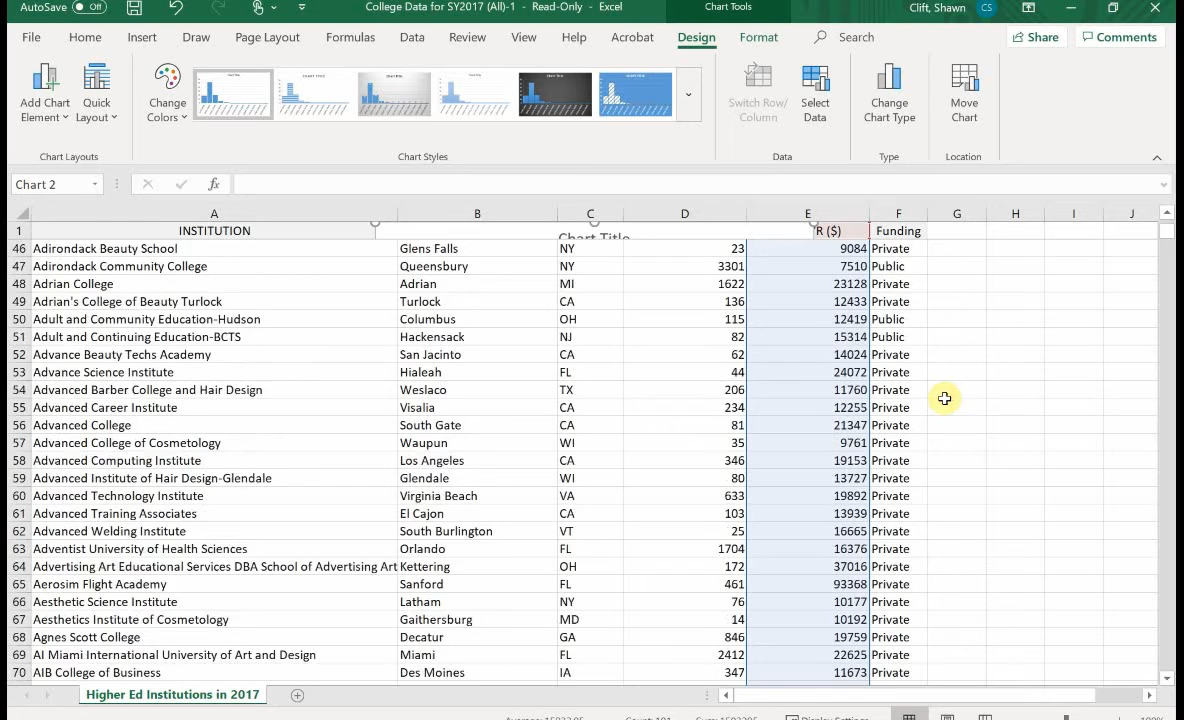 AutoSave Off College Data for SY2017 (All)-1 - Read-Only - Excel Chart Tools Clift, Shawn CS
File Home Insert Draw Page Layout Formulas Data Review View Help Acrobat Design Format Search Share Comments
Add Chart Element Quick Layout Change Colors Switch Row/ Column Select Data Change Chart Type Move Chart
Chart Layouts Chart Styles Data Type Location
Chart 2 fx
A B C D E F G H I J
1 INSTITUTION Chart Title R ($) Funding
46 Adirondack Beauty School Glens Falls NY 23 9084 Private
47 Adirondack Community College Queensbury NY 3301 7510 Public
48 Adrian College Adrian MI 1622 23128 Private
49 Adrian's College of Beauty Turlock Turlock CA 136 12433 Private
50 Adult and Community Education-Hudson Columbus OH 115 12419 Public
51 Adult and Continuing Education-BCTS Hackensack NJ 82 15314 Public
52 Advance Beauty Techs Academy San Jacinto CA 62 14024 Private
53 Advance Science Institute Hialeah FL 44 24072 Private
54 Advanced Barber College and Hair Design Weslaco TX 206 11760 Private
55 Advanced Career Institute Visalia CA 234 12255 Private
56 Advanced College South Gate CA 81 21347 Private
57 Advanced College of Cosmetology Waupun WI 35 9761 Private
58 Advanced Computing Institute Los Angeles CA 346 19153 Private
59 Advanced Institute of Hair Design-Glendale Glendale WI 80 13727 Private
60 Advanced Technology Institute Virginia Beach VA 633 19892 Private
61 Advanced Training Associates El Cajon CA 103 13939 Private
62 Advanced Welding Institute South Burlington VT 25 16665 Private
63 Adventist University of Health Sciences Orlando FL 1704 16376 Private
64 Advertising Art Educational Services DBA School of Advertising Art Kettering OH 172 37016 Private
65 Aerosim Flight Academy Sanford FL 461 93368 Private
66 Aesthetic Science Institute Latham NY 76 10177 Private
67 Aesthetics Institute of Cosmetology Gaithersburg MD 14 10192 Private
68 Agnes Scott College Decatur GA 846 19759 Private
69 AI Miami International University of Art and Design Miami FL 2412 22625 Private
70 AIB College of Business Des Moines IA 347 11673 Private
Higher Ed Institutions in 2017
Display Settings